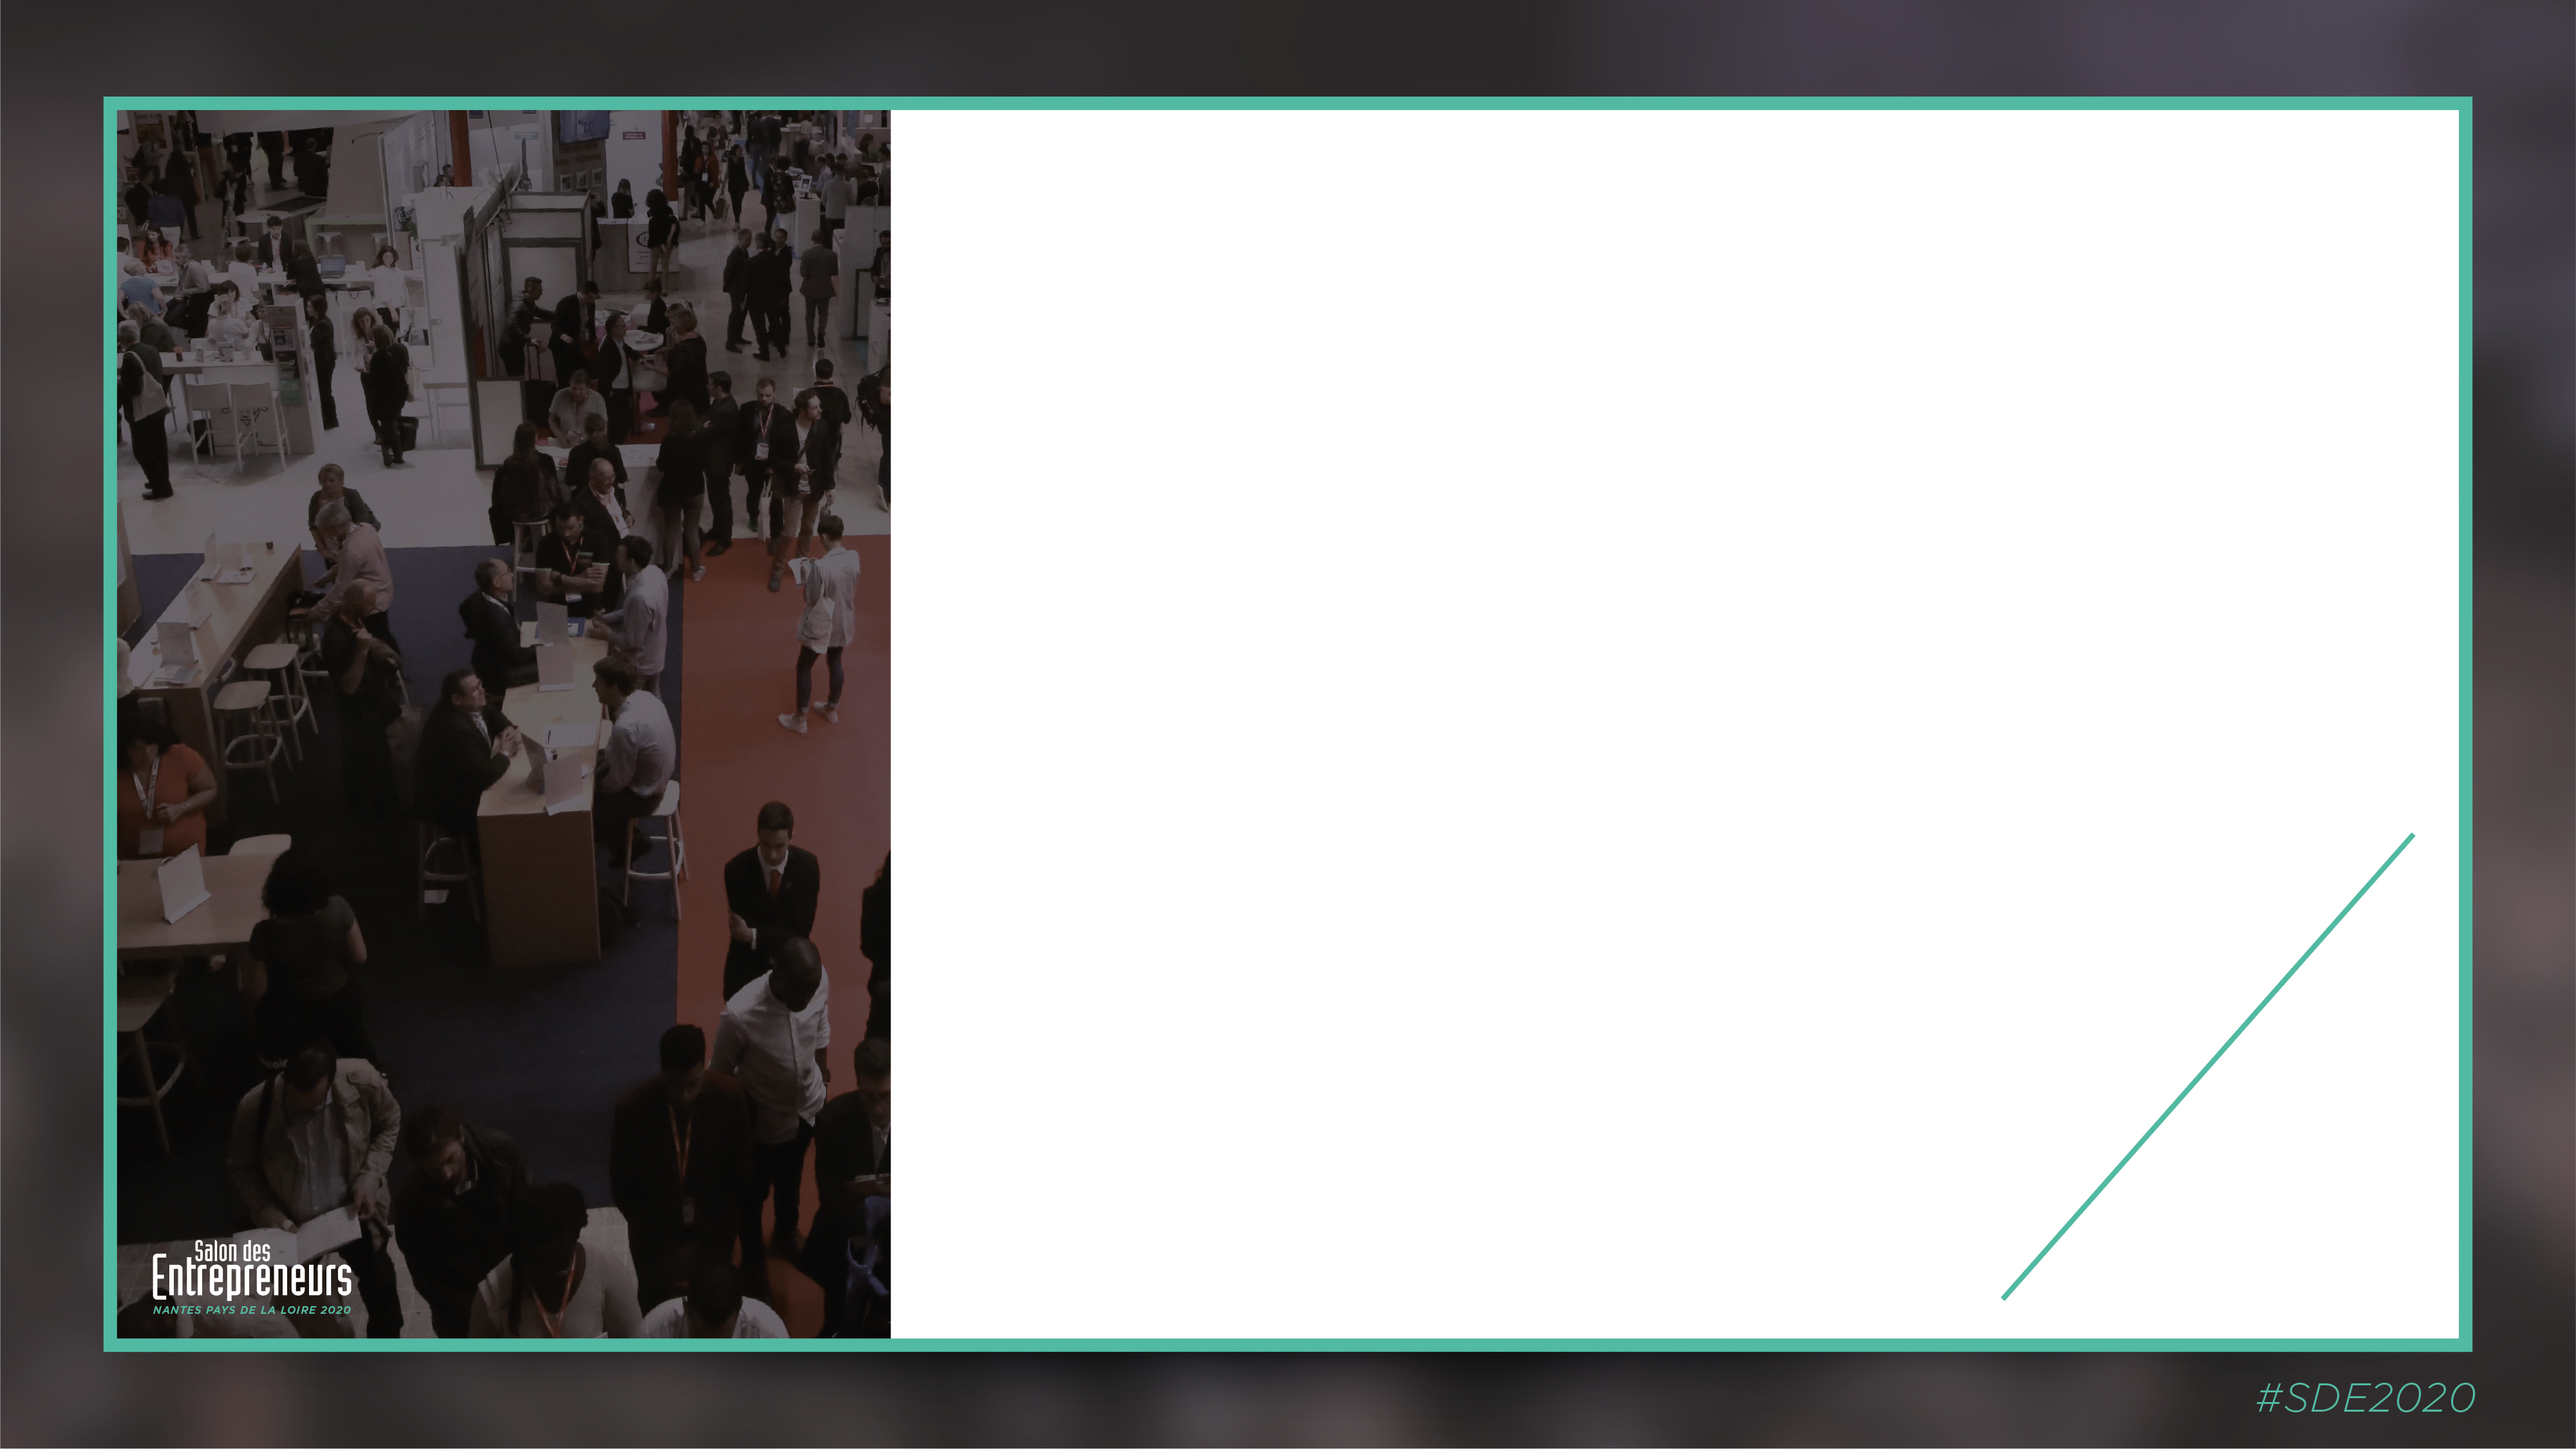 Salon des
Entrepreneurs
NANTES PAYS DE LA LOIRE 2020
#SDE2020